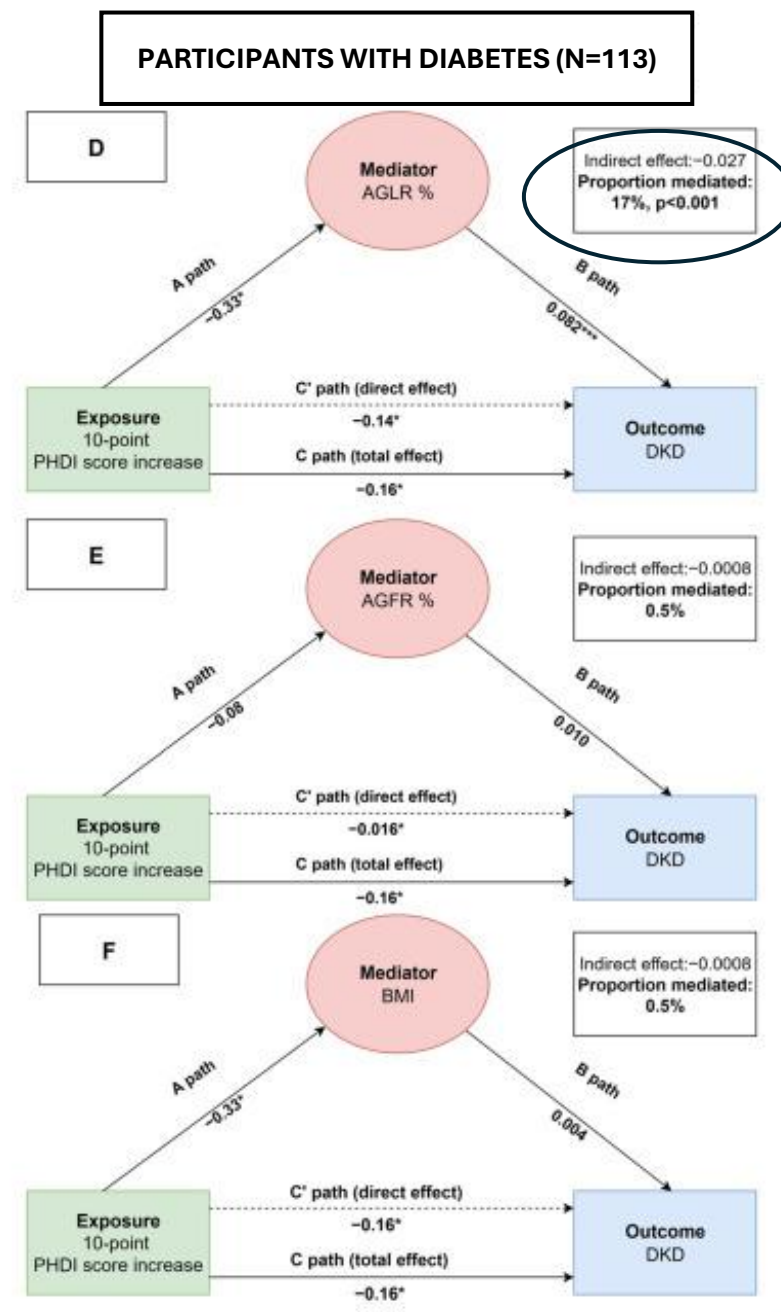 PARTICIPANTS WITH DIABETES (N=113)
D
Mediator
AGLR %
Indirect effect:−0.027
Proportion mediated:
17%, p<0.001
A path
−0.33*
B path
0.082***
Exposure
10-point
PHDI score increase
C' path (direct effect)
−0.14*
C path (total effect)
−0.16*
Outcome
DKD
E
Mediator
AGFR %
Indirect effect:−0.0008
Proportion mediated:
0.5%
A path
−0.08
B path
0.010
Exposure
10-point
PHDI score increase
C' path (direct effect)
−0.016*
C path (total effect)
−0.16*
Outcome
DKD
F
Mediator
BMI
Indirect effect:−0.0008
Proportion mediated:
0.5%
A path
−0.33*
B path
0.004
Exposure
10-point
PHDI score increase
C' path (direct effect)
−0.16*
C path (total effect)
−0.16*
Outcome
DKD